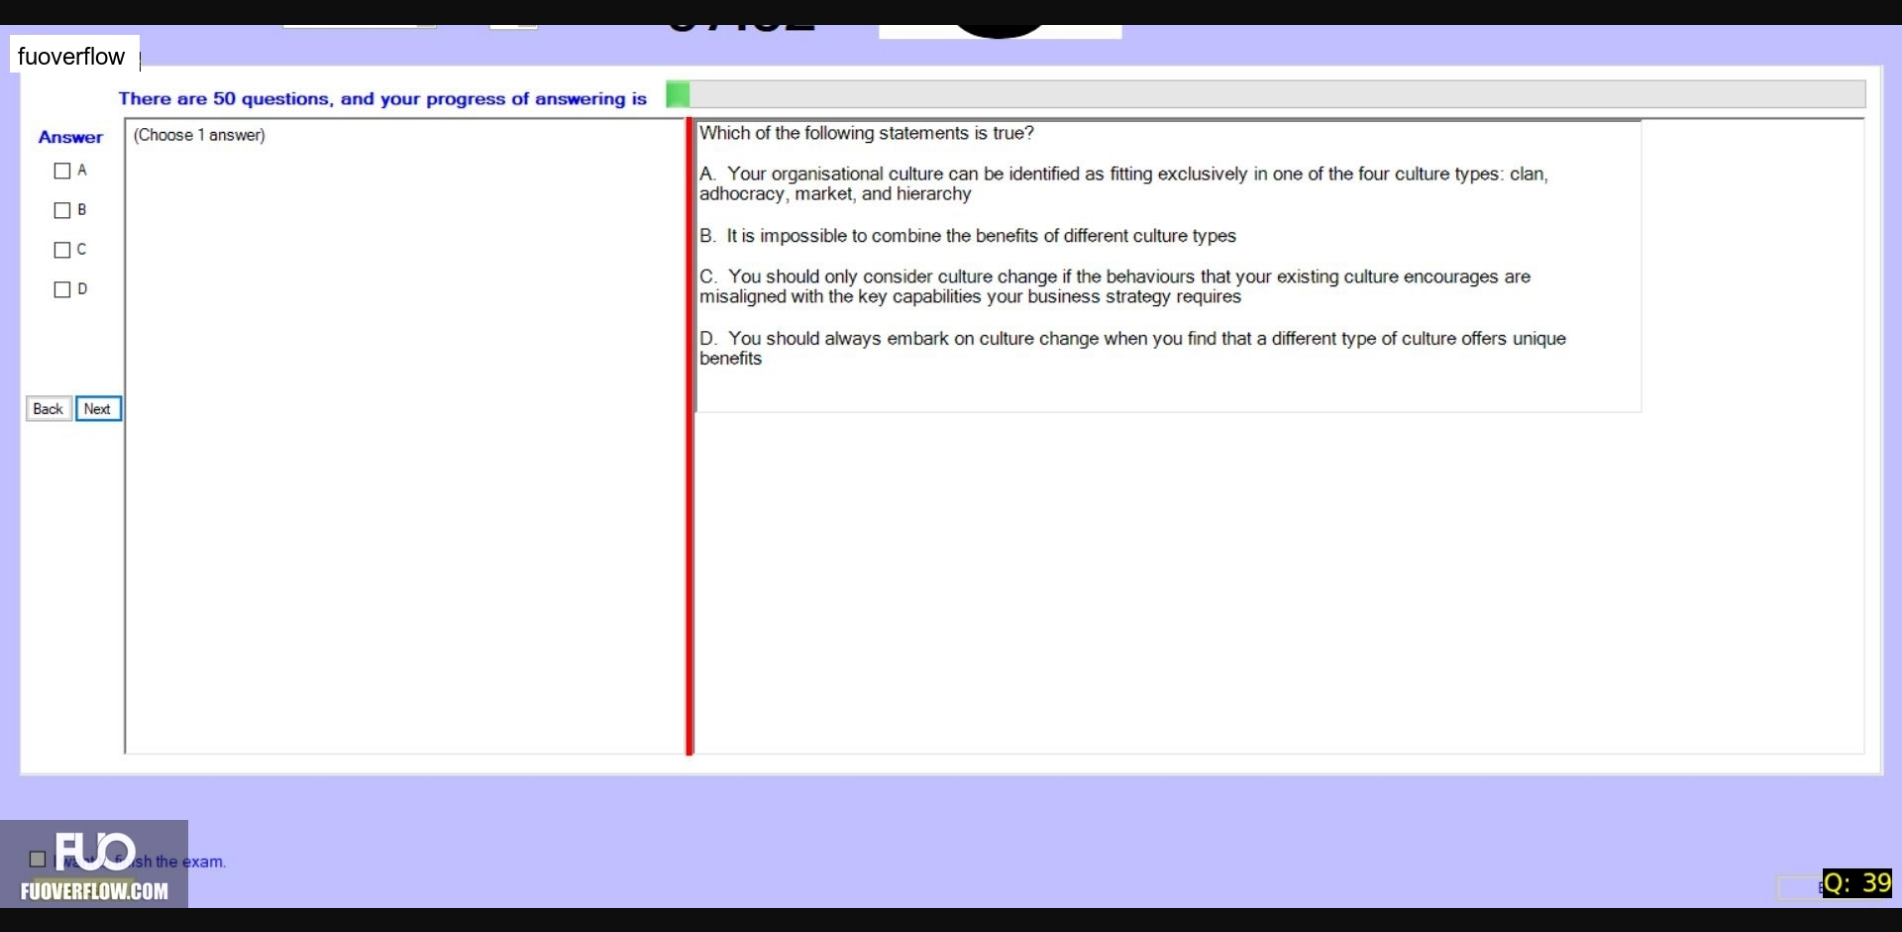 fuoverflow
There are 50 questions, and your progress of answering is
Answer
(Choose 1 answer)
A
B
C
D
Back
Next
Which of the following statements is true?
A. Your organisational culture can be identified as fitting exclusively in one of the four culture types: clan,
adhocracy, market, and hierarchy
B. It is impossible to combine the benefits of different culture types
C. You should only consider culture change if the behaviours that your existing culture encourages are
misaligned with the key capabilities your business strategy requires
D. You should always embark on culture change when you find that a different type of culture offers unique
benefits
FUO
the exam.
FUOVERFLOW.COM
Q: 39